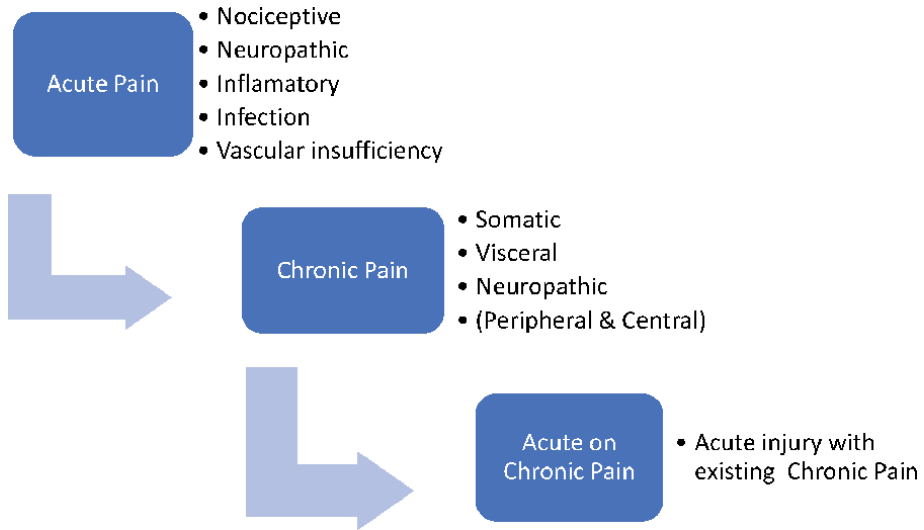 Acute Pain
• Nociceptive
• Neuropathic
• Inflamatory
• Infection
• Vascular insufficiency
Chronic Pain
• Somatic
• Visceral
• Neuropathic
• (Peripheral & Central)
Acute on
Chronic Pain
• Acute injury with
existing Chronic Pain